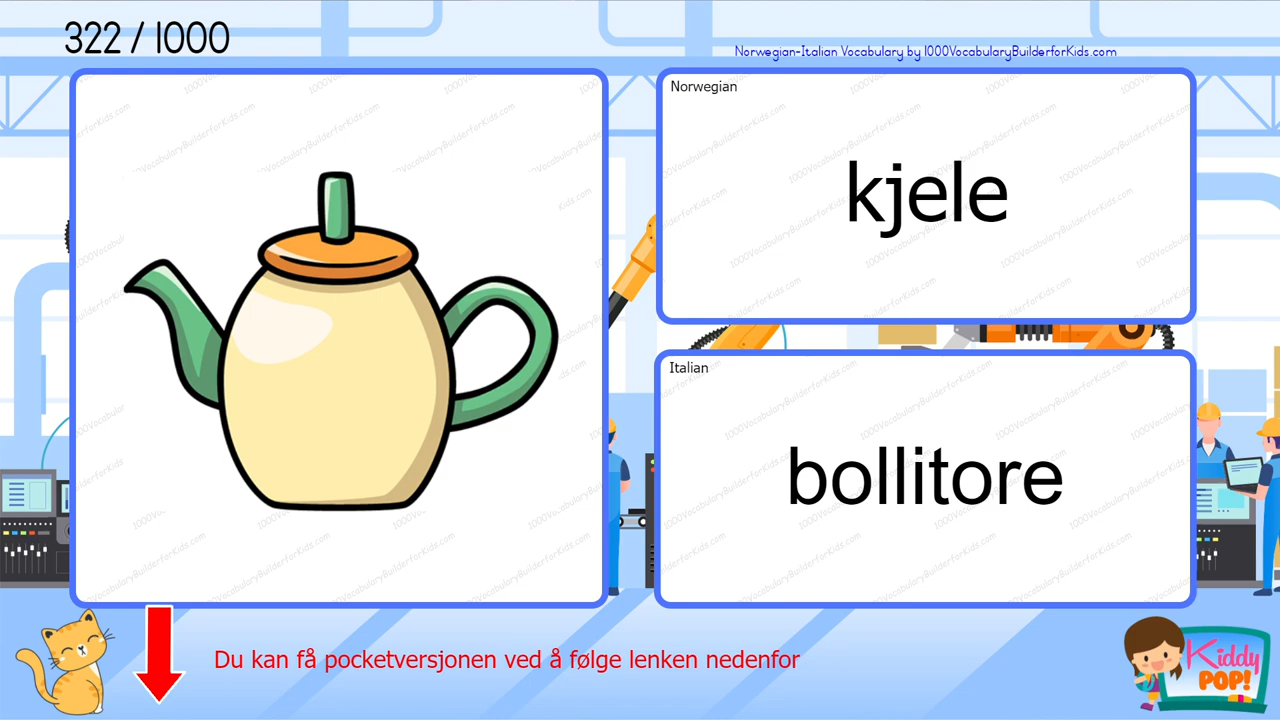 322 / 1000
Norwegian-Italian Vocabulary by 1000VocabularyBuilderforKids.com
Norwegian
kjele
Italian
bollitore
Du kan få pocketversjonen ved å følge lenken nedenfor
Kiddy
POP!